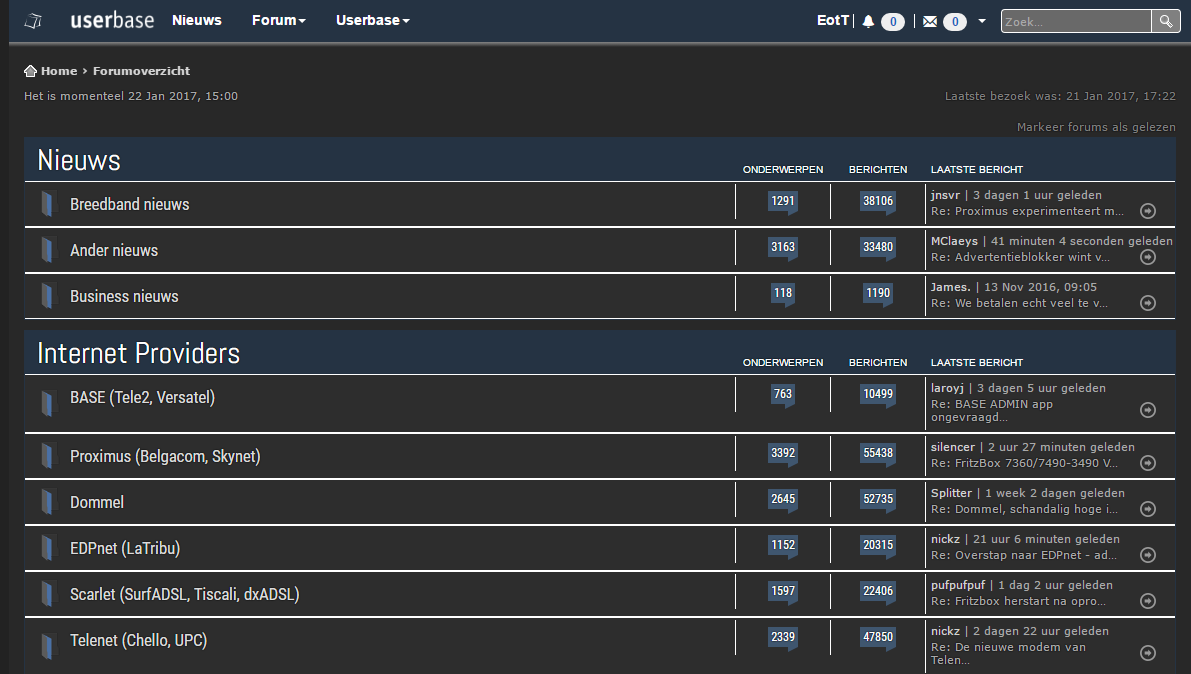 userbase Nieuws Forum Userbase EotT | 0 | 0 Zoek...
Home › Forumoverzicht
Het is momenteel 22 Jan 2017, 15:00 Laatste bezoek was: 21 Jan 2017, 17:22
Markeer forums als gelezen
Nieuws ONDERWERPEN BERICHTEN LAATSTE BERICHT
Breedband nieuws 1291 38106 jnsvr | 3 dagen 1 uur geleden
Re: Proximus experimenteert m...
Ander nieuws 3163 33480 MClaeys | 41 minuten 4 seconden geleden
Re: Advertentieblokker wint v...
Business nieuws 118 1190 James. | 13 Nov 2016, 09:05
Re: We betalen echt veel te v...
Internet Providers ONDERWERPEN BERICHTEN LAATSTE BERICHT
BASE (Tele2, Versatel) 763 10499 laroyj | 3 dagen 5 uur geleden
Re: BASE ADMIN app
ongevraagd...
Proximus (Belgacom, Skynet) 3392 55438 silencer | 2 uur 27 minuten geleden
Re: FritzBox 7360/7490-3490 V...
Dommel 2645 52735 Splitter | 1 week 2 dagen geleden
Re: Dommel, schandalig hoge i...
EDPnet (LaTribu) 1152 20315 nickz | 21 uur 6 minuten geleden
Re: Overstap naar EDPnet - ad...
Scarlet (SurfADSL, Tiscali, dxADSL) 1597 22406 pufpufpuf | 1 dag 2 uur geleden
Re: Fritzbox herstart na opro...
Telenet (Chello, UPC) 2339 47850 nickz | 2 dagen 22 uur geleden
Re: De nieuwe modem van
Telen...